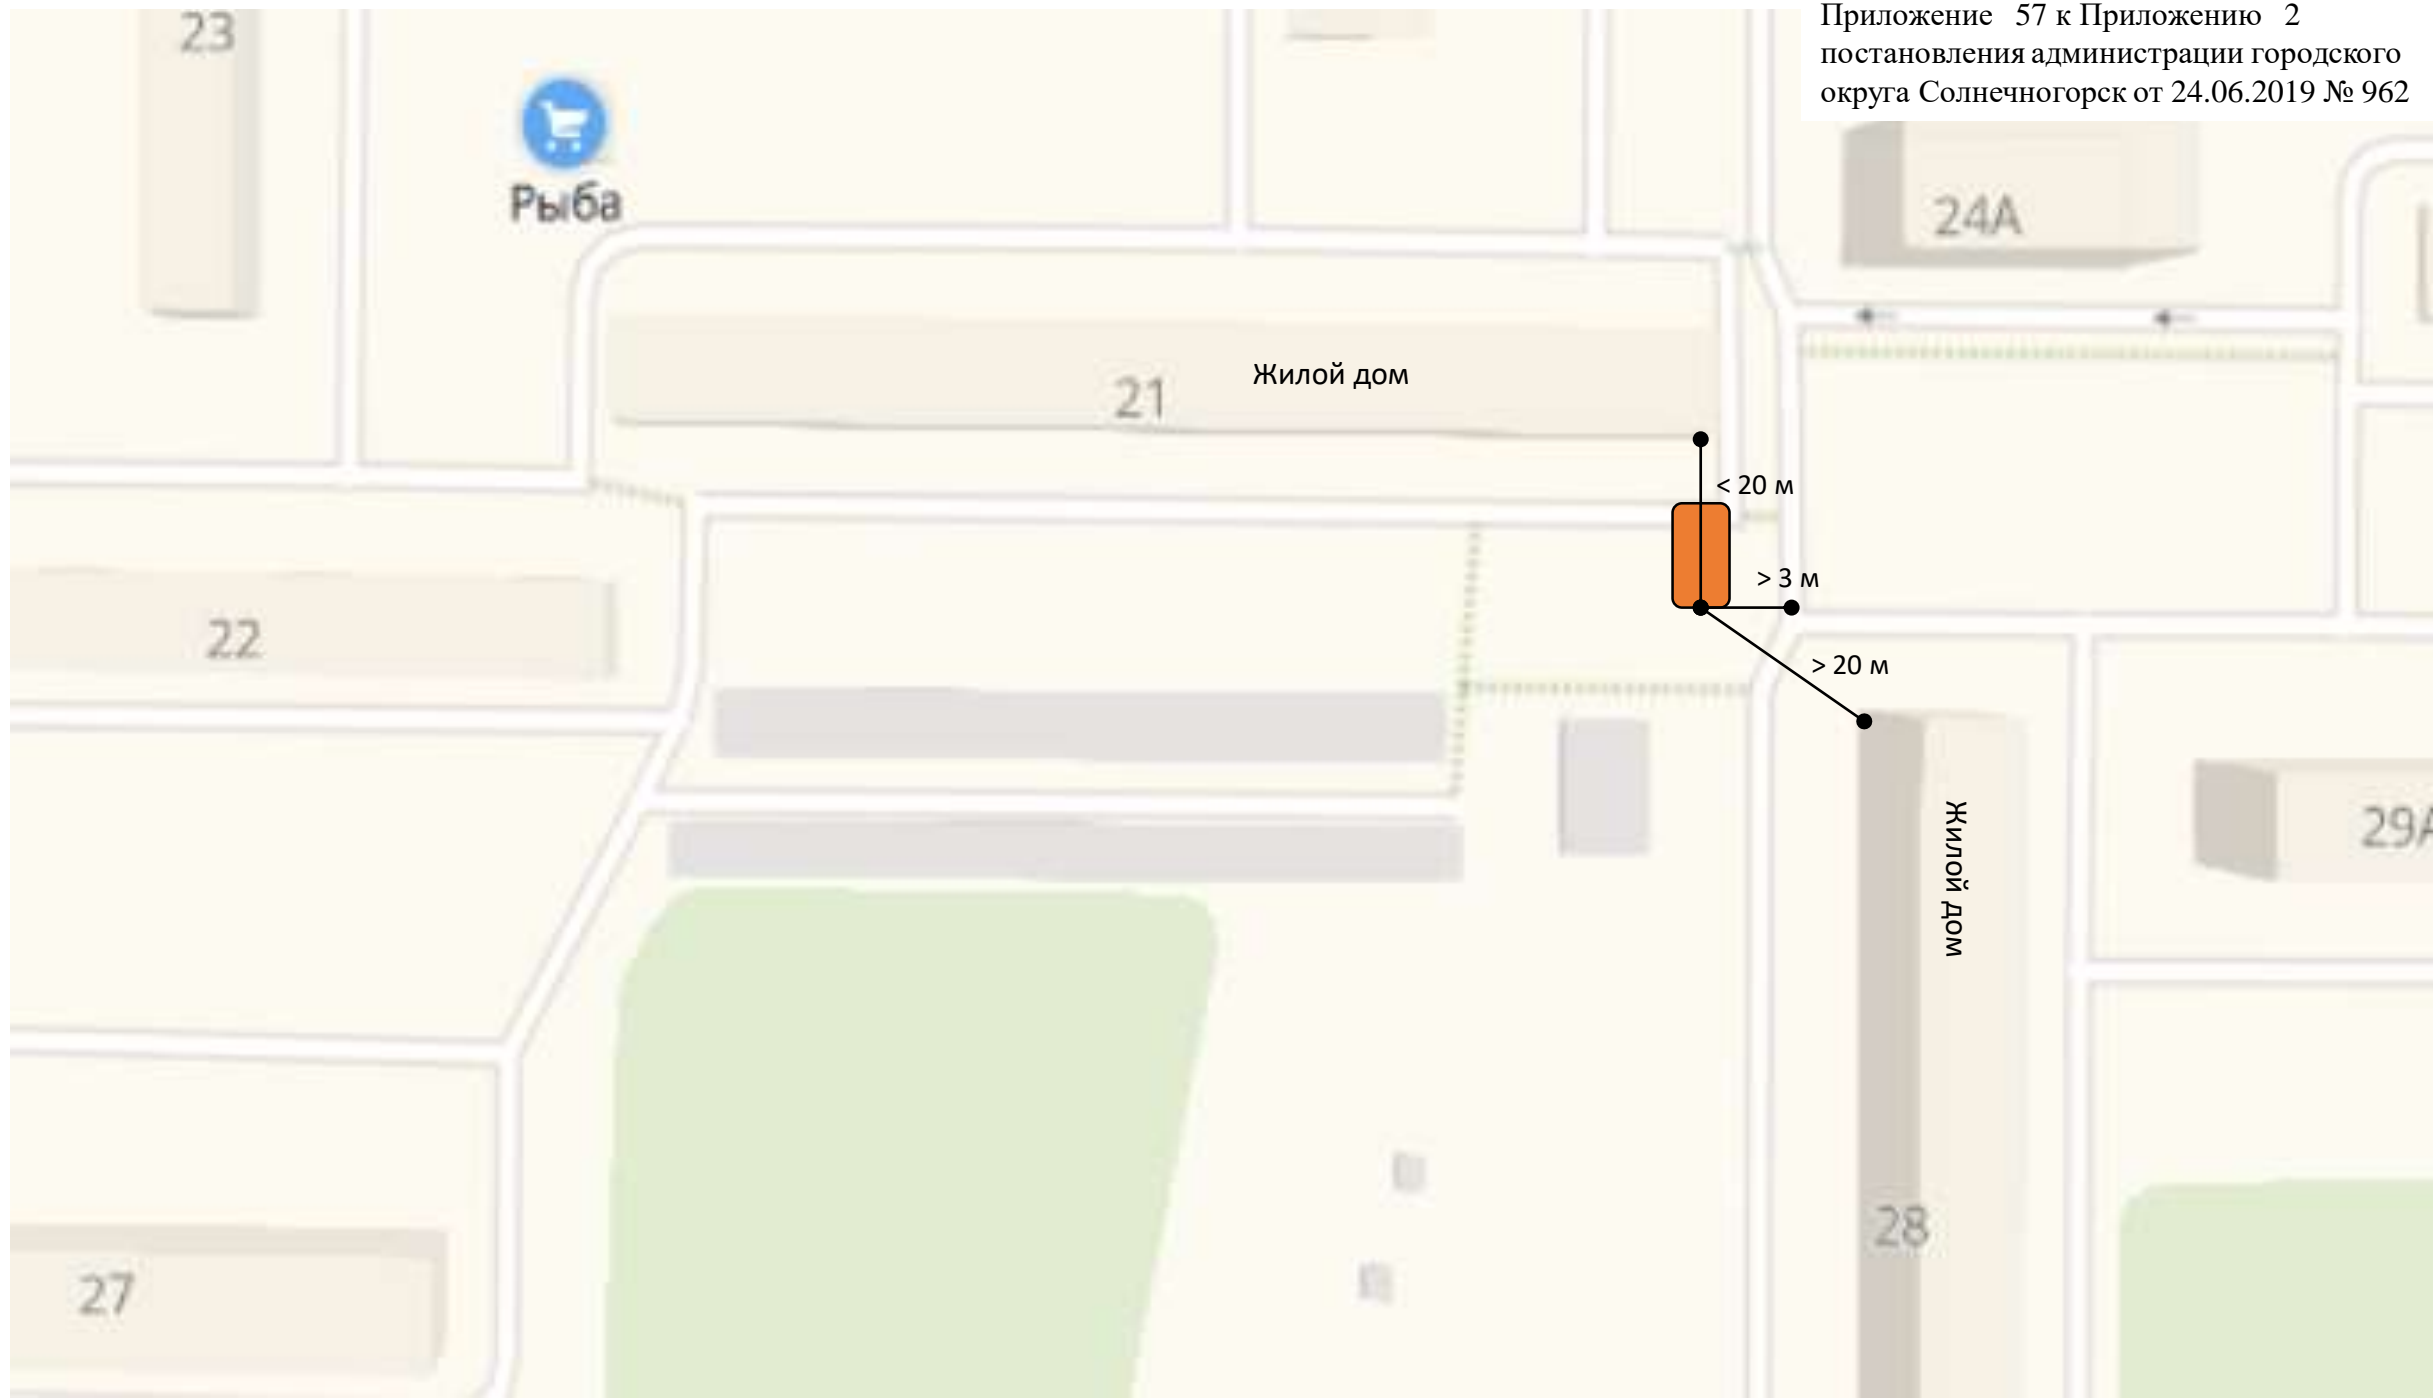 Приложение 57 к Приложению 2
постановления администрации городского
округа Солнечногорск от 24.06.2019 № 962
23
Рыба
24А
Жилой дом
21
< 20 м
> 3 м
22
> 20 м
Жилой дом
29А
28
27